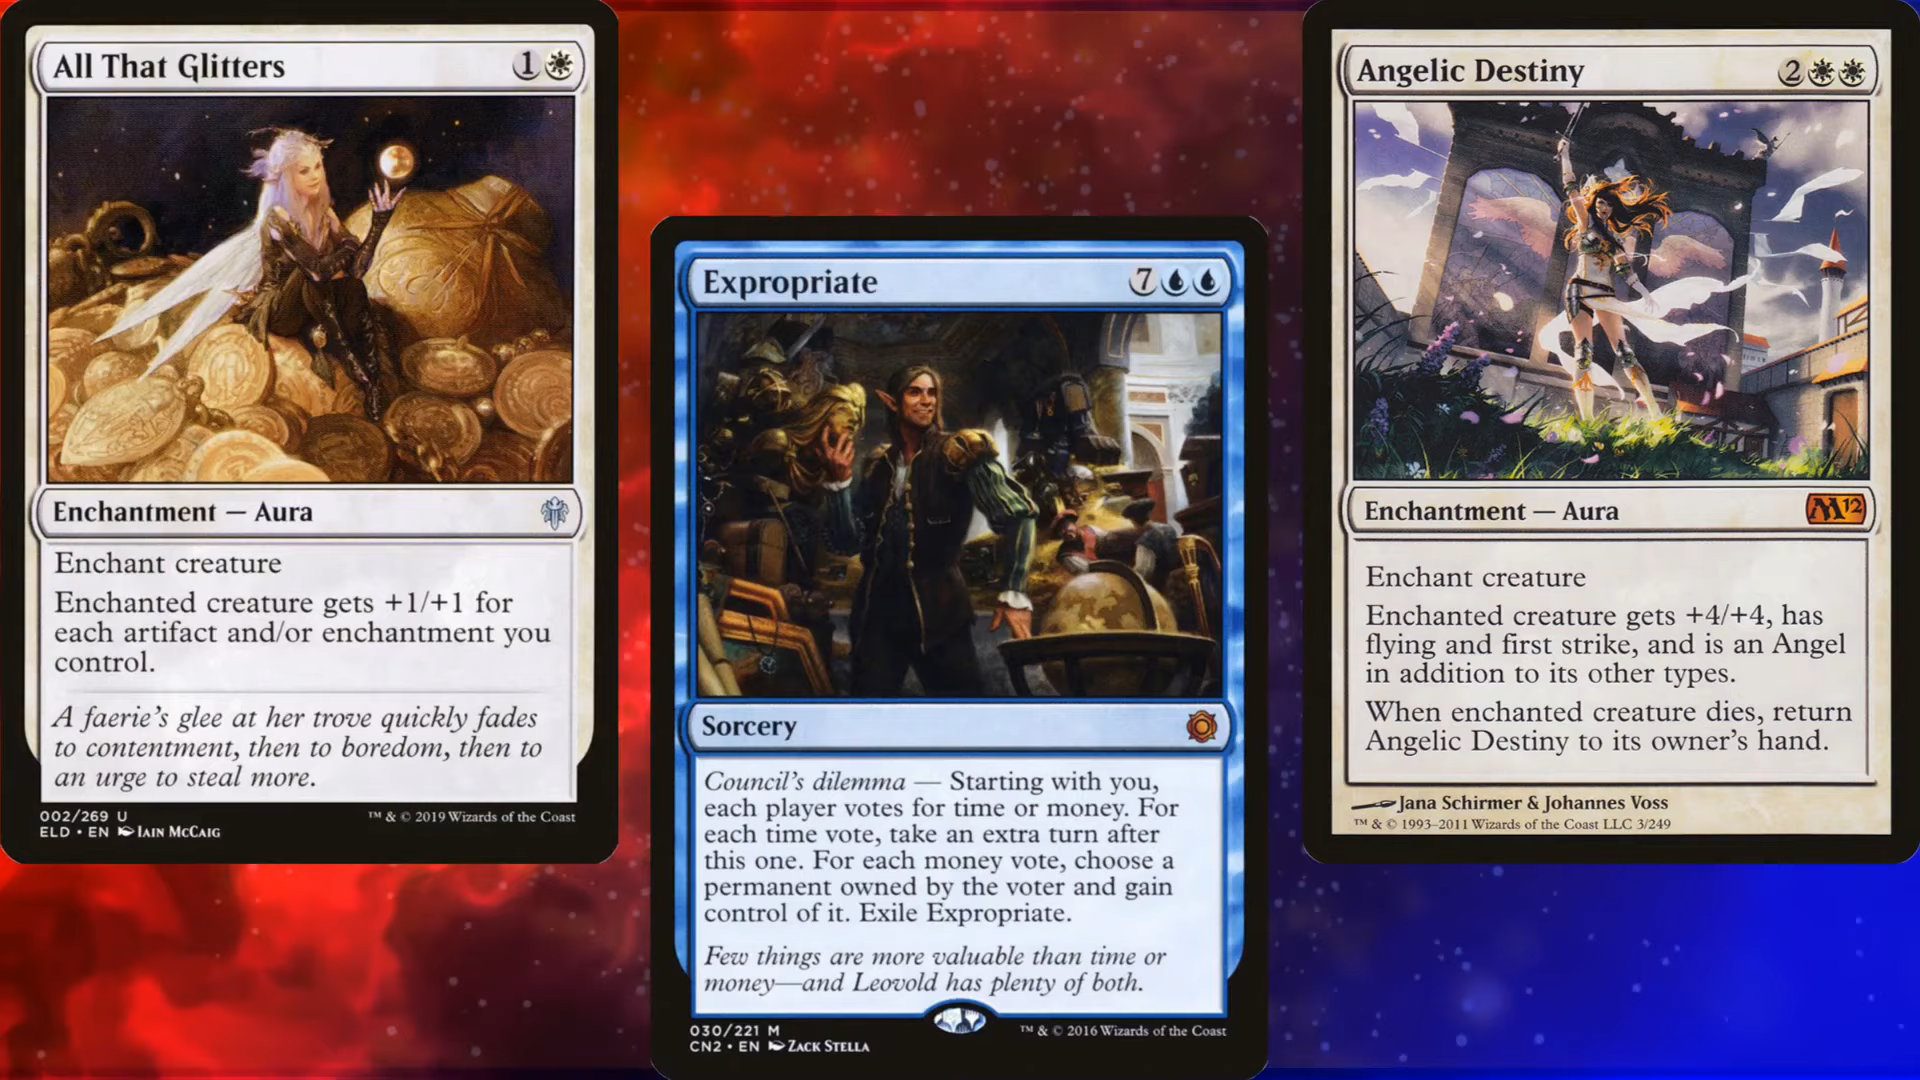 All That Glitters 1
Enchantment — Aura
Enchant creature
Enchanted creature gets +1/+1 for
each artifact and/or enchantment you
control.
A faerie's glee at her trove quickly fades
to contentment, then to boredom, then to
an urge to steal more.
002/269 U
ELD • EN Iain McCaig
™ & © 2019 Wizards of the Coast
Expropriate 7
Sorcery
Council's dilemma — Starting with you,
each player votes for time or money. For
each time vote, take an extra turn after
this one. For each money vote, choose a
permanent owned by the voter and gain
control of it. Exile Expropriate.
Few things are more valuable than time or
money—and Leovold has plenty of both.
030/221 M
CN2 • EN Zack Stella
™ & © 2016 Wizards of the Coast
Angelic Destiny 2
Enchantment — Aura M12
Enchant creature
Enchanted creature gets +4/+4, has
flying and first strike, and is an Angel
in addition to its other types.
When enchanted creature dies, return
Angelic Destiny to its owner's hand.
Jana Schirmer & Johannes Voss
™ & © 1993–2011 Wizards of the Coast LLC 3/249